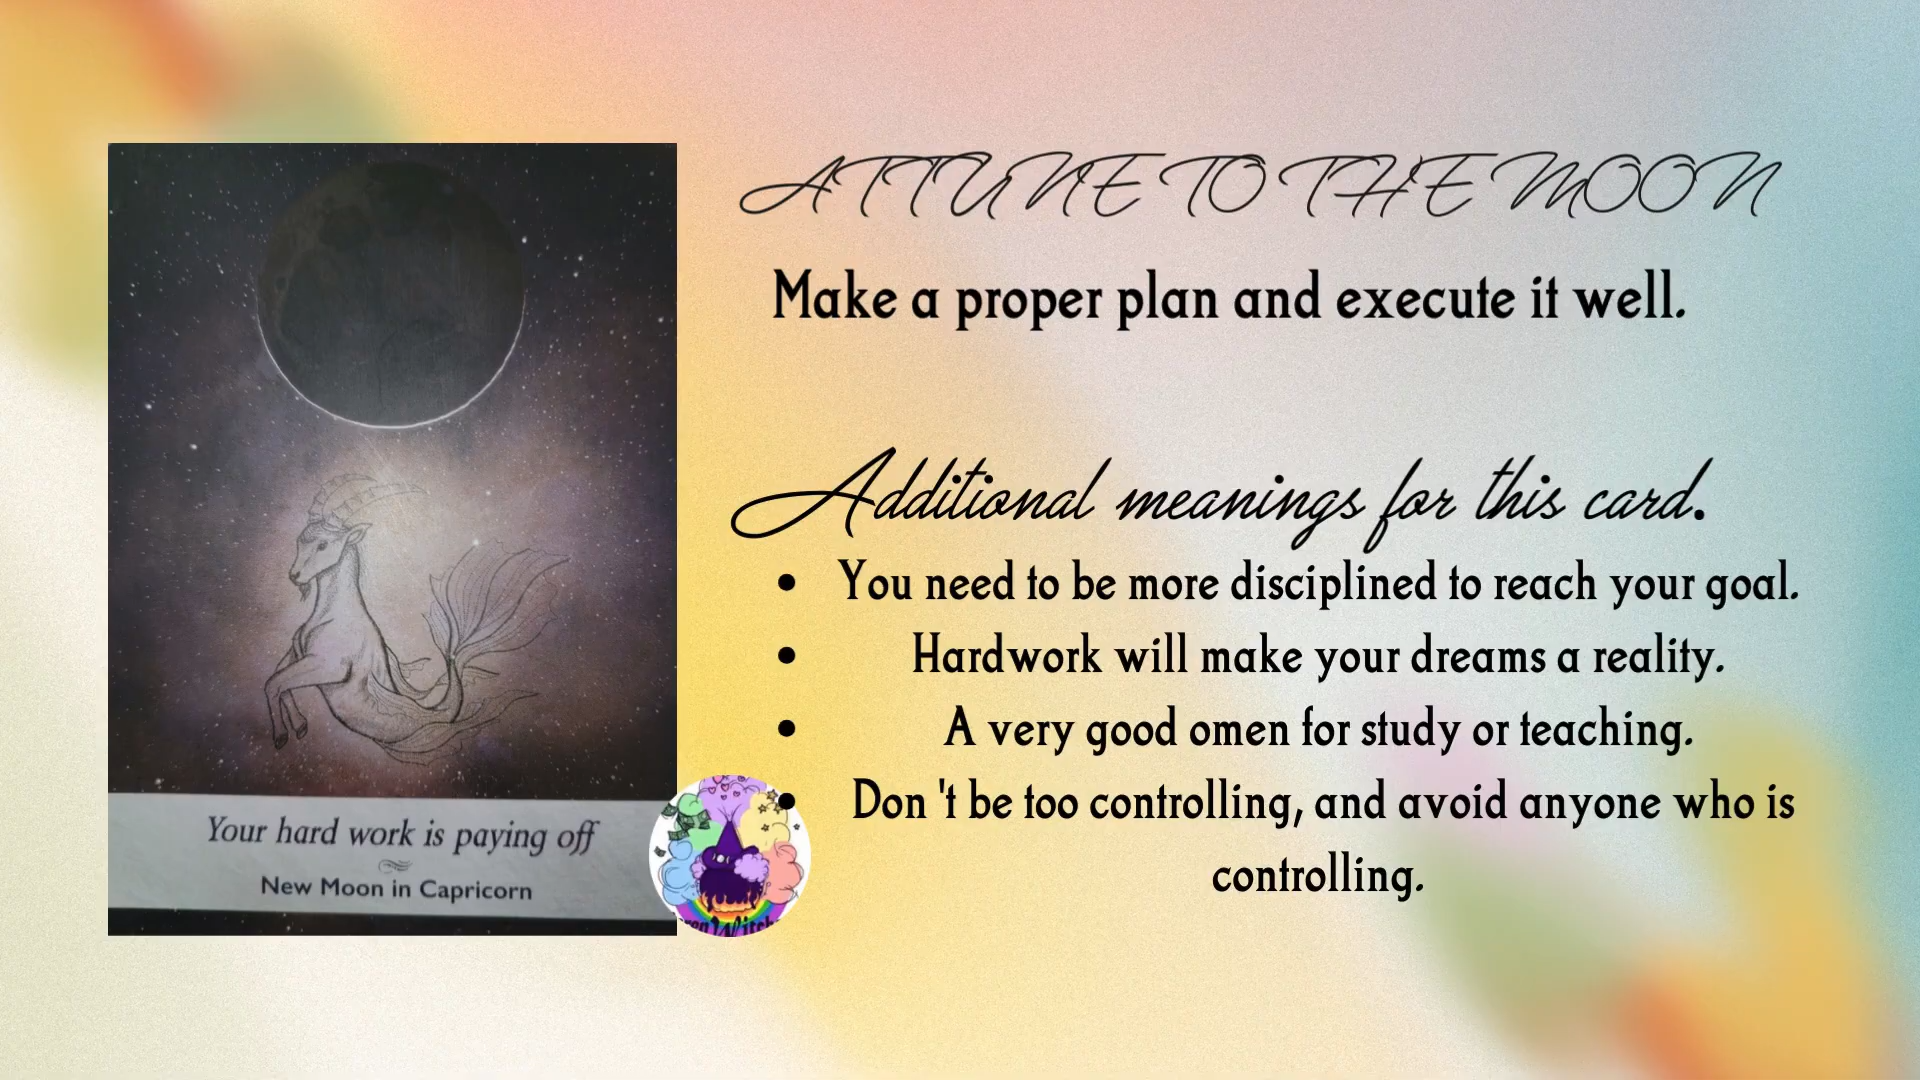 ATTUNE TO THE MOON
Make a proper plan and execute it well.
Additional meanings for this card.
• You need to be more disciplined to reach your goal.
• Hardwork will make your dreams a reality.
• A very good omen for study or teaching.
• Don 't be too controlling, and avoid anyone who is
controlling.
Your hard work is paying off
New Moon in Capricorn